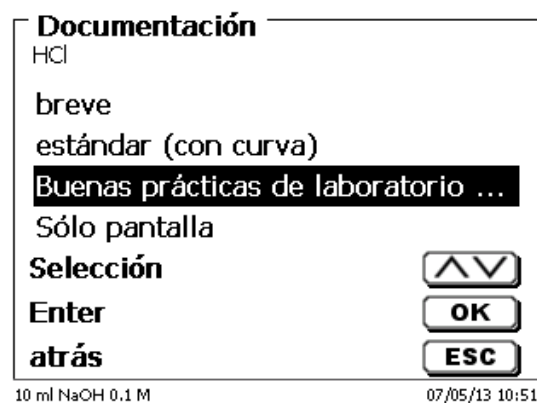 Documentación
HCl
breve
estándar (con curva)
Buenas prácticas de laboratorio ...
Sólo pantalla
Selección
Enter OK
atrás ESC
10 ml NaOH 0.1 M 07/05/13 10:51